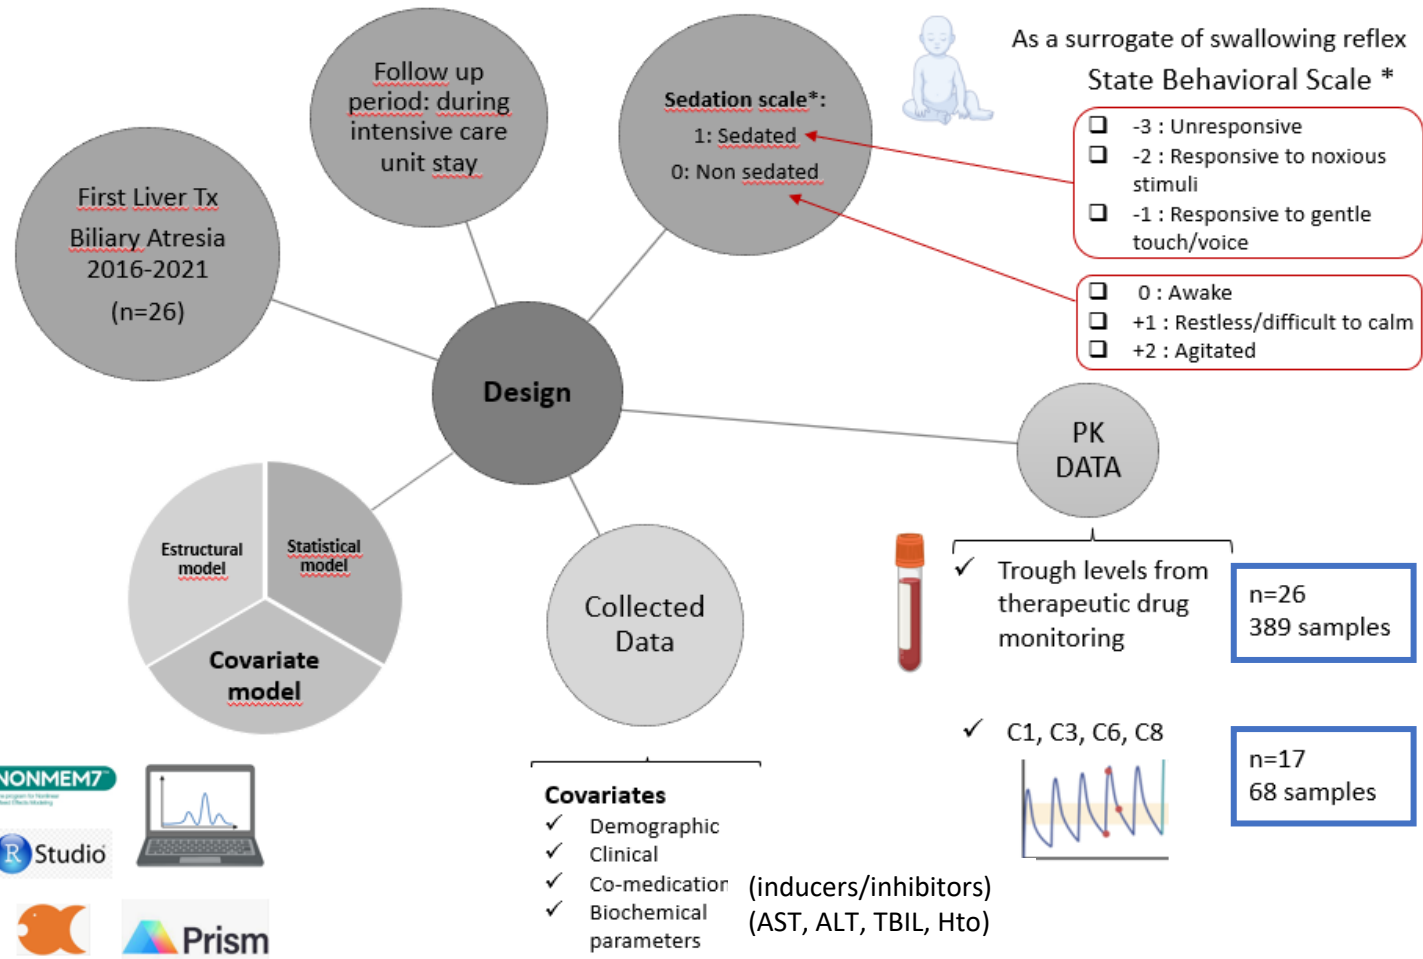 First Liver Tx
Biliary Atresia
2016-2021
(n=26)
Follow up
period: during
intensive care
unit stay
Sedation scale*:
1: Sedated
0: Non sedated
As a surrogate of swallowing reflex
State Behavioral Scale *
-3 : Unresponsive
-2 : Responsive to noxious
stimuli
-1 : Responsive to gentle
touch/voice
0 : Awake
+1 : Restless/difficult to calm
+2 : Agitated
Design
PK
DATA
Trough levels from
therapeutic drug
monitoring
n=26
389 samples
C1, C3, C6, C8
n=17
68 samples
Estructural
model
Statistical
model
Covariate
model
Collected
Data
Covariates
Demographic
Clinical
Co-medication (inducers/inhibitors)
Biochemical (AST, ALT, TBIL, Hto)
parameters
NONMEM7
R Studio
Prism